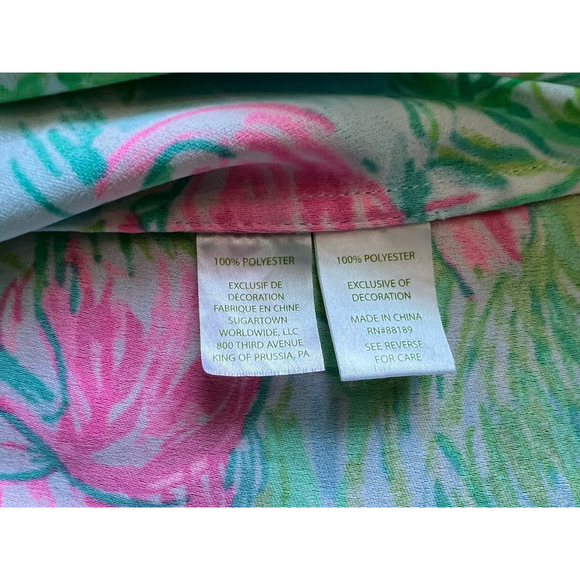 100% POLYESTER
EXCLUSIF DE
DECORATION
FABRIQUE EN CHINE
SUGARTOWN
WORLDWIDE, LLC
800 THIRD AVENUE
KING OF PRUSSIA, PA
100% POLYESTER
EXCLUSIVE OF
DECORATION
MADE IN CHINA
RN#88189
SEE REVERSE
FOR CARE